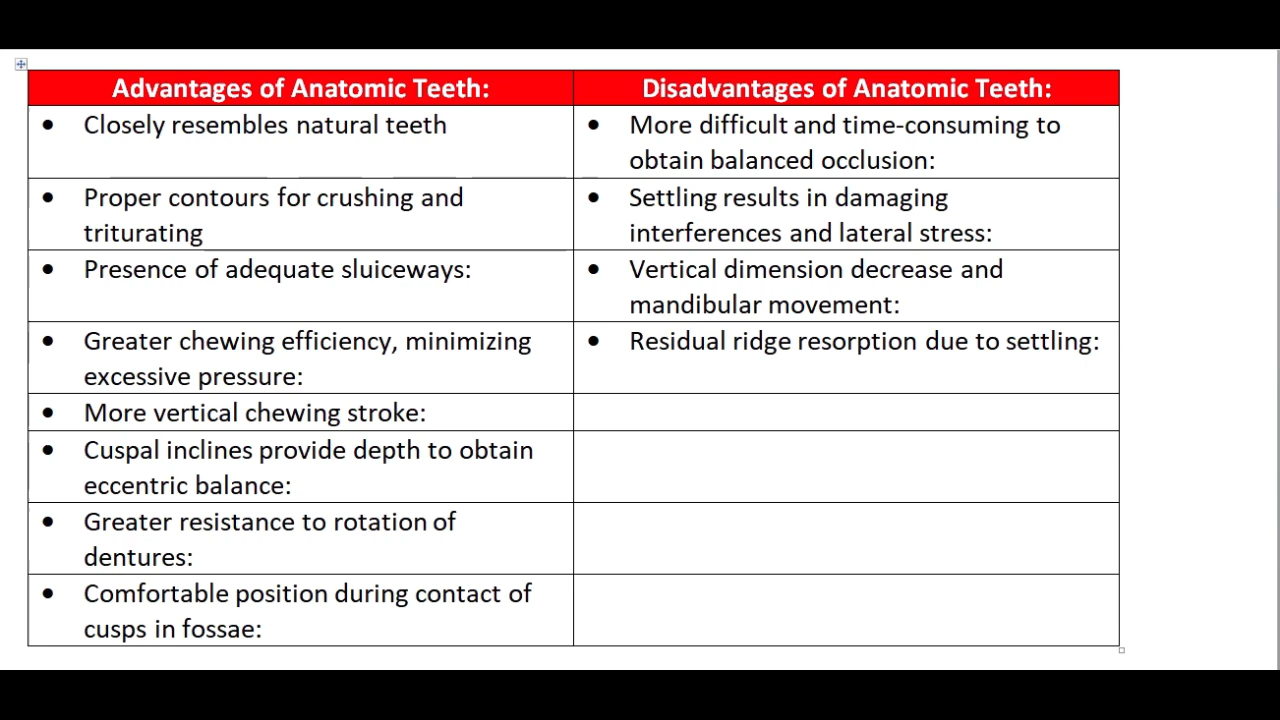 Advantages of Anatomic Teeth:
Disadvantages of Anatomic Teeth:
• Closely resembles natural teeth
• More difficult and time-consuming to
obtain balanced occlusion:
• Proper contours for crushing and
triturating
• Settling results in damaging
interferences and lateral stress:
• Presence of adequate sluiceways:
• Vertical dimension decrease and
mandibular movement:
• Greater chewing efficiency, minimizing
excessive pressure:
• Residual ridge resorption due to settling:
• More vertical chewing stroke:
• Cuspal inclines provide depth to obtain
eccentric balance:
• Greater resistance to rotation of
dentures:
• Comfortable position during contact of
cusps in fossae: